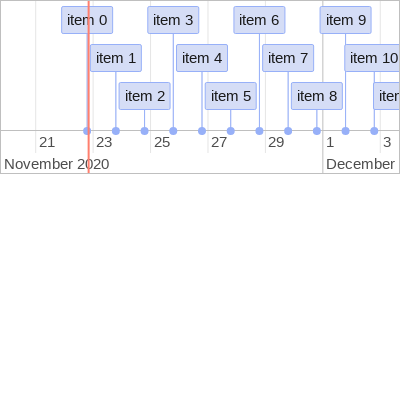 item 0 item 3 item 6 item 9
item 1 item 4 item 7 item 10
item 2 item 5 item 8
21 23 25 27 29 1 3
November 2020 December